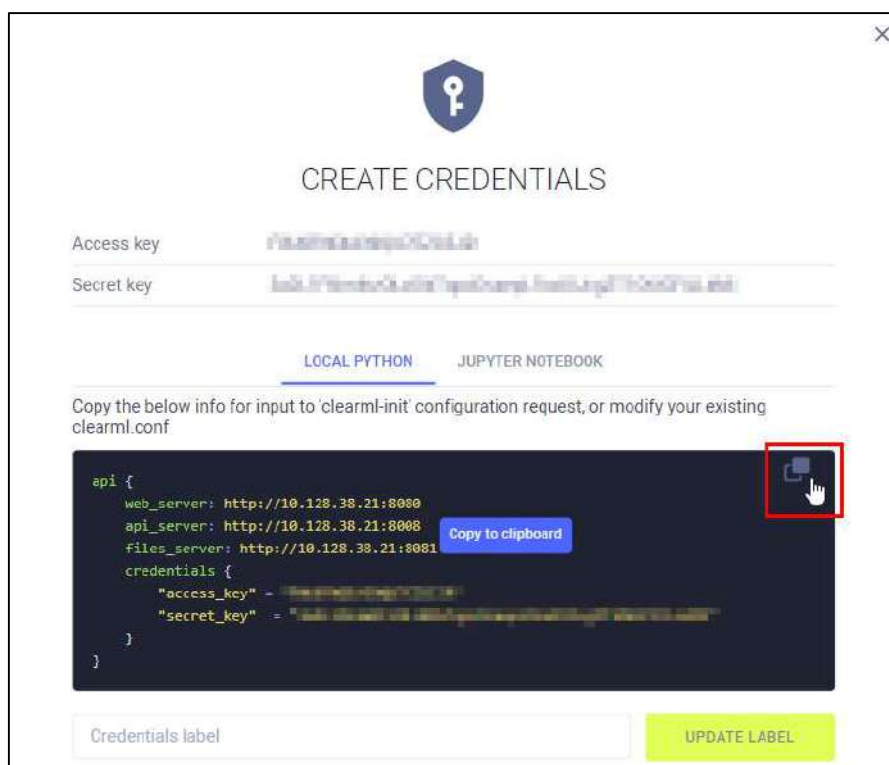 CREATE CREDENTIALS
Access key
Secret key
LOCAL PYTHON JUPYTER NOTEBOOK
Copy the below info for input to 'clearml-init' configuration request, or modify your existing
clearml.conf
api {
web_server: http://10.128.38.21:8080
api_server: http://10.128.38.21:8008
files_server: http://10.128.38.21:8081
Copy to clipboard
credentials {
"access_key" =
"secret_key" = "
}
}
Credentials label UPDATE LABEL